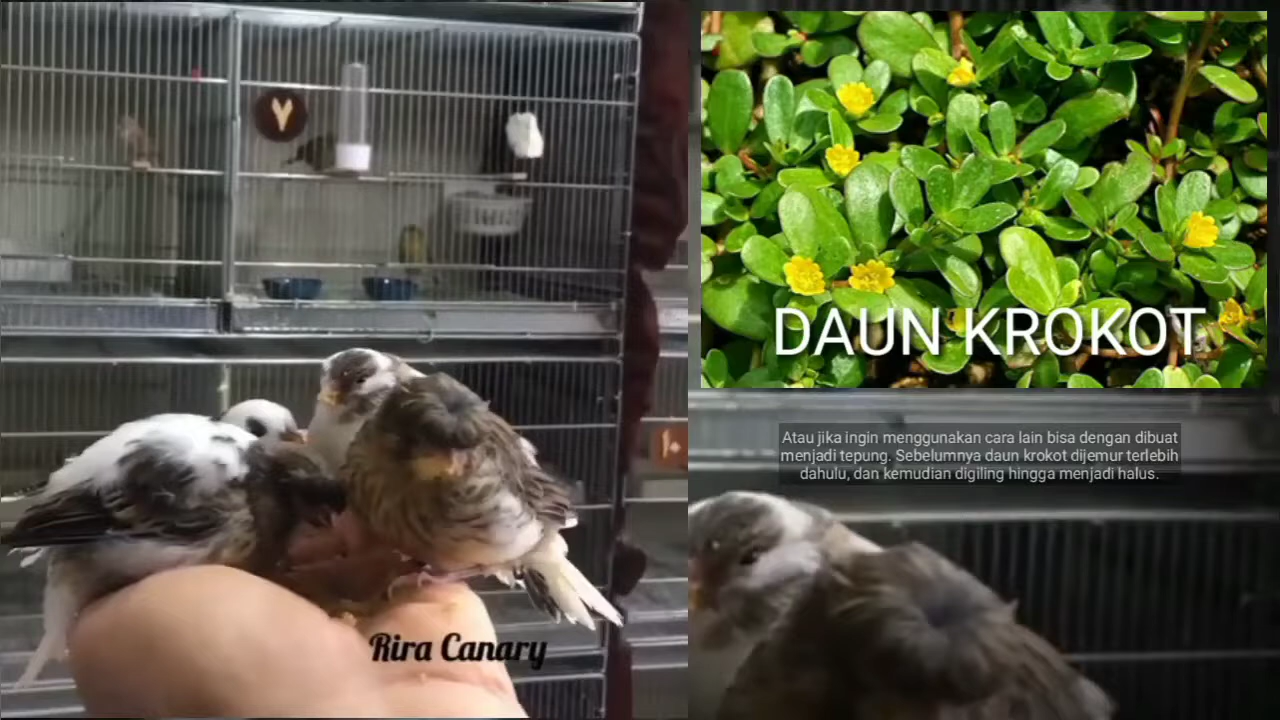 DAUN KROKOT
Atau jika ingin menggunakan cara lain bisa dengan dibuat
menjadi tepung. Sebelumnya daun krokot dijemur terlebih
dahulu, dan kemudian digiling hingga menjadi halus.
Rira Canary